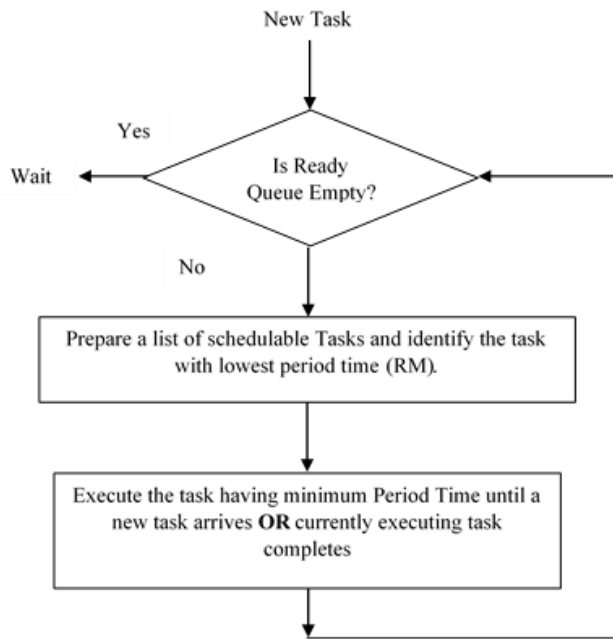 New Task
Yes
Is Ready
Queue Empty?
Wait
No
Prepare a list of schedulable Tasks and identify the task
with lowest period time (RM).
Execute the task having minimum Period Time until a
new task arrives OR currently executing task
completes